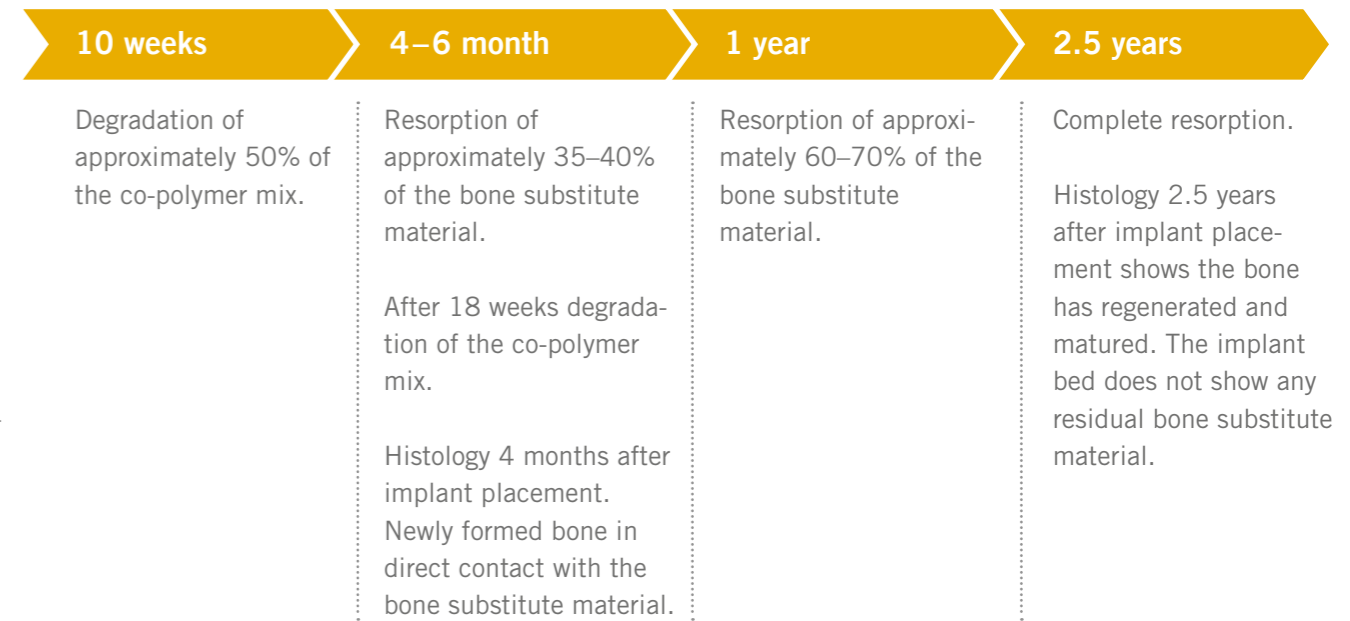 10 weeks
Degradation of
approximately 50% of
the co-polymer mix.
4–6 month
Resorption of
approximately 35–40%
of the bone substitute
material.
After 18 weeks degrada-
tion of the co-polymer
mix.
Histology 4 months after
implant placement.
Newly formed bone in
direct contact with the
bone substitute material.
1 year
Resorption of approxi-
mately 60–70% of the
bone substitute
material.
2.5 years
Complete resorption.
Histology 2.5 years
after implant place-
ment shows the bone
has regenerated and
matured. The implant
bed does not show any
residual bone substitute
material.